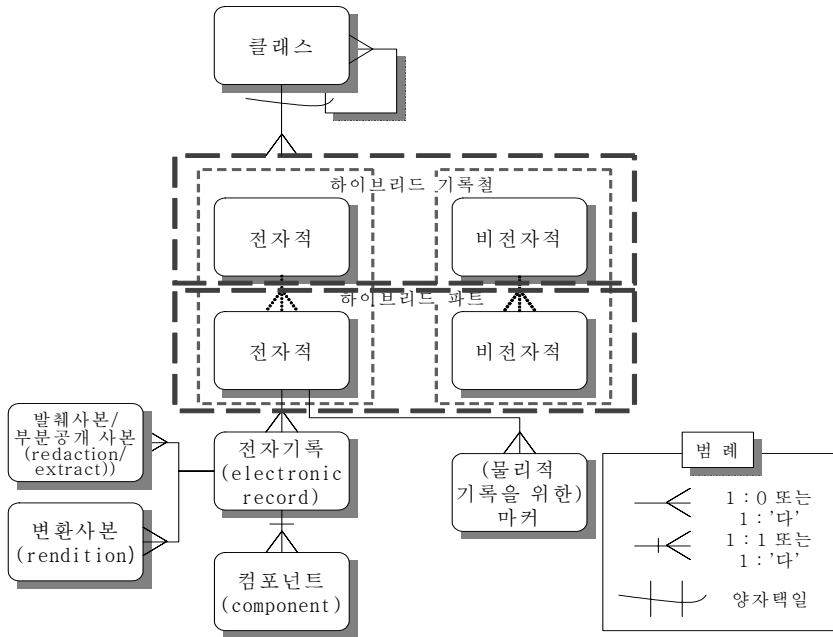 클래스
하이브리드 기록철
전자적
비전자적
하이브리드 파트
전자적
비전자적
발췌사본/
부분공개 사본
(redaction/
extract))
전자기록
(electronic
record)
(물리적
기록을 위한)
마커
변환사본
(rendition)
컴포넌트
(component)
범 례
1 : 0 또는
1 : '다'
1 : 1 또는
1 : '다'
양자택일